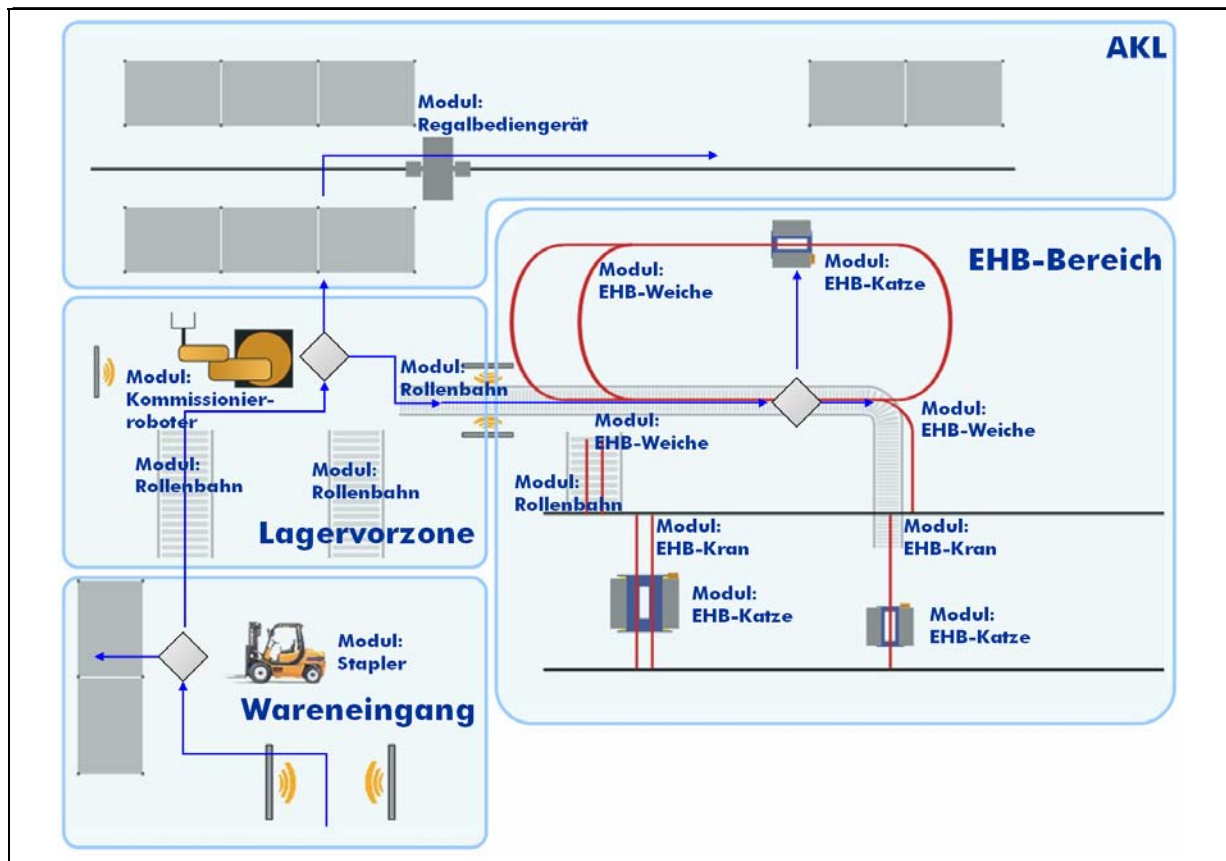 AKL
Modul:
Regalbediengerät
EHB-Bereich
Modul:
EHB-Weiche
Modul:
EHB-Katze
Modul:
Kommissionier-
roboter
Modul:
Rollenbahn
Modul:
EHB-Weiche
Modul:
EHB-Weiche
Modul:
Rollenbahn
Modul:
Rollenbahn
Modul:
Rollenbahn
Lagervorzone
Modul:
EHB-Kran
Modul:
EHB-Kran
Modul:
EHB-Katze
Modul:
EHB-Katze
Modul:
Stapler
Wareneingang